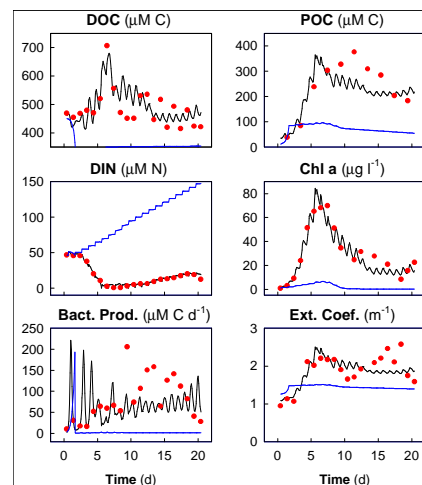 DOC (µM C)
POC (µM C)
700
600
500
400
400
300
200
100
0
DIN (µM N)
Chl a (µg l⁻¹)
150
100
50
0
80
60
40
20
0
Bact. Prod. (µM C d⁻¹)
Ext. Coef. (m⁻¹)
250
200
150
100
50
0
3
2
1
0
0 5 10 15 20
0 5 10 15 20
Time (d)
Time (d)